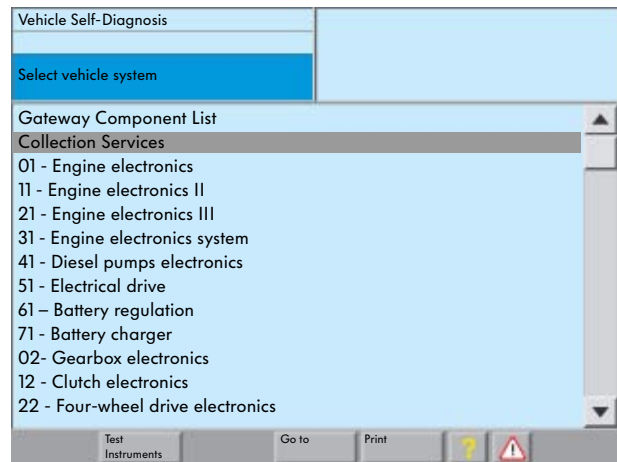 Vehicle Self-Diagnosis
Select vehicle system
Gateway Component List
Collection Services
01 - Engine electronics
11 - Engine electronics II
21 - Engine electronics III
31 - Engine electronics system
41 - Diesel pumps electronics
51 - Electrical drive
61 – Battery regulation
71 - Battery charger
02- Gearbox electronics
12 - Clutch electronics
22 - Four-wheel drive electronics
Test
Instruments
Go to
Print
?
!